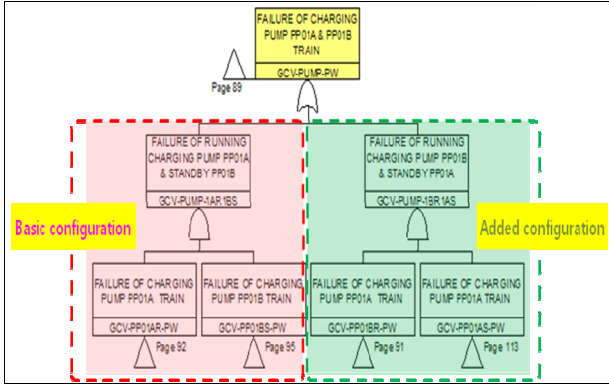 FAILURE OF CHARGING
PUMP PP01A & PP01B
TRAIN
GCV-PUMP-PW
Page 89
FAILURE OF RUNNING
CHARGING PUMP PP01A
& STANDBY PP01B
GCV-PUMP-1AR1BS
FAILURE OF RUNNING
CHARGING PUMP PP01B
& STANDBY PP01A
GCV-PUMP-1BR1AS
Basic configuration
Added configuration
FAILURE OF CHARGING
PUMP PP01A TRAIN
GCV-PP01AR-PW
Page 92
FAILURE OF CHARGING
PUMP PP01B TRAIN
GCV-PP01BS-PW
Page 95
FAILURE OF CHARGING
PUMP PP01A TRAIN
GCV-PP01BR-PW
Page 91
FAILURE OF CHARGING
PUMP PP01A TRAIN
GCV-PP01AS-PW
Page 113